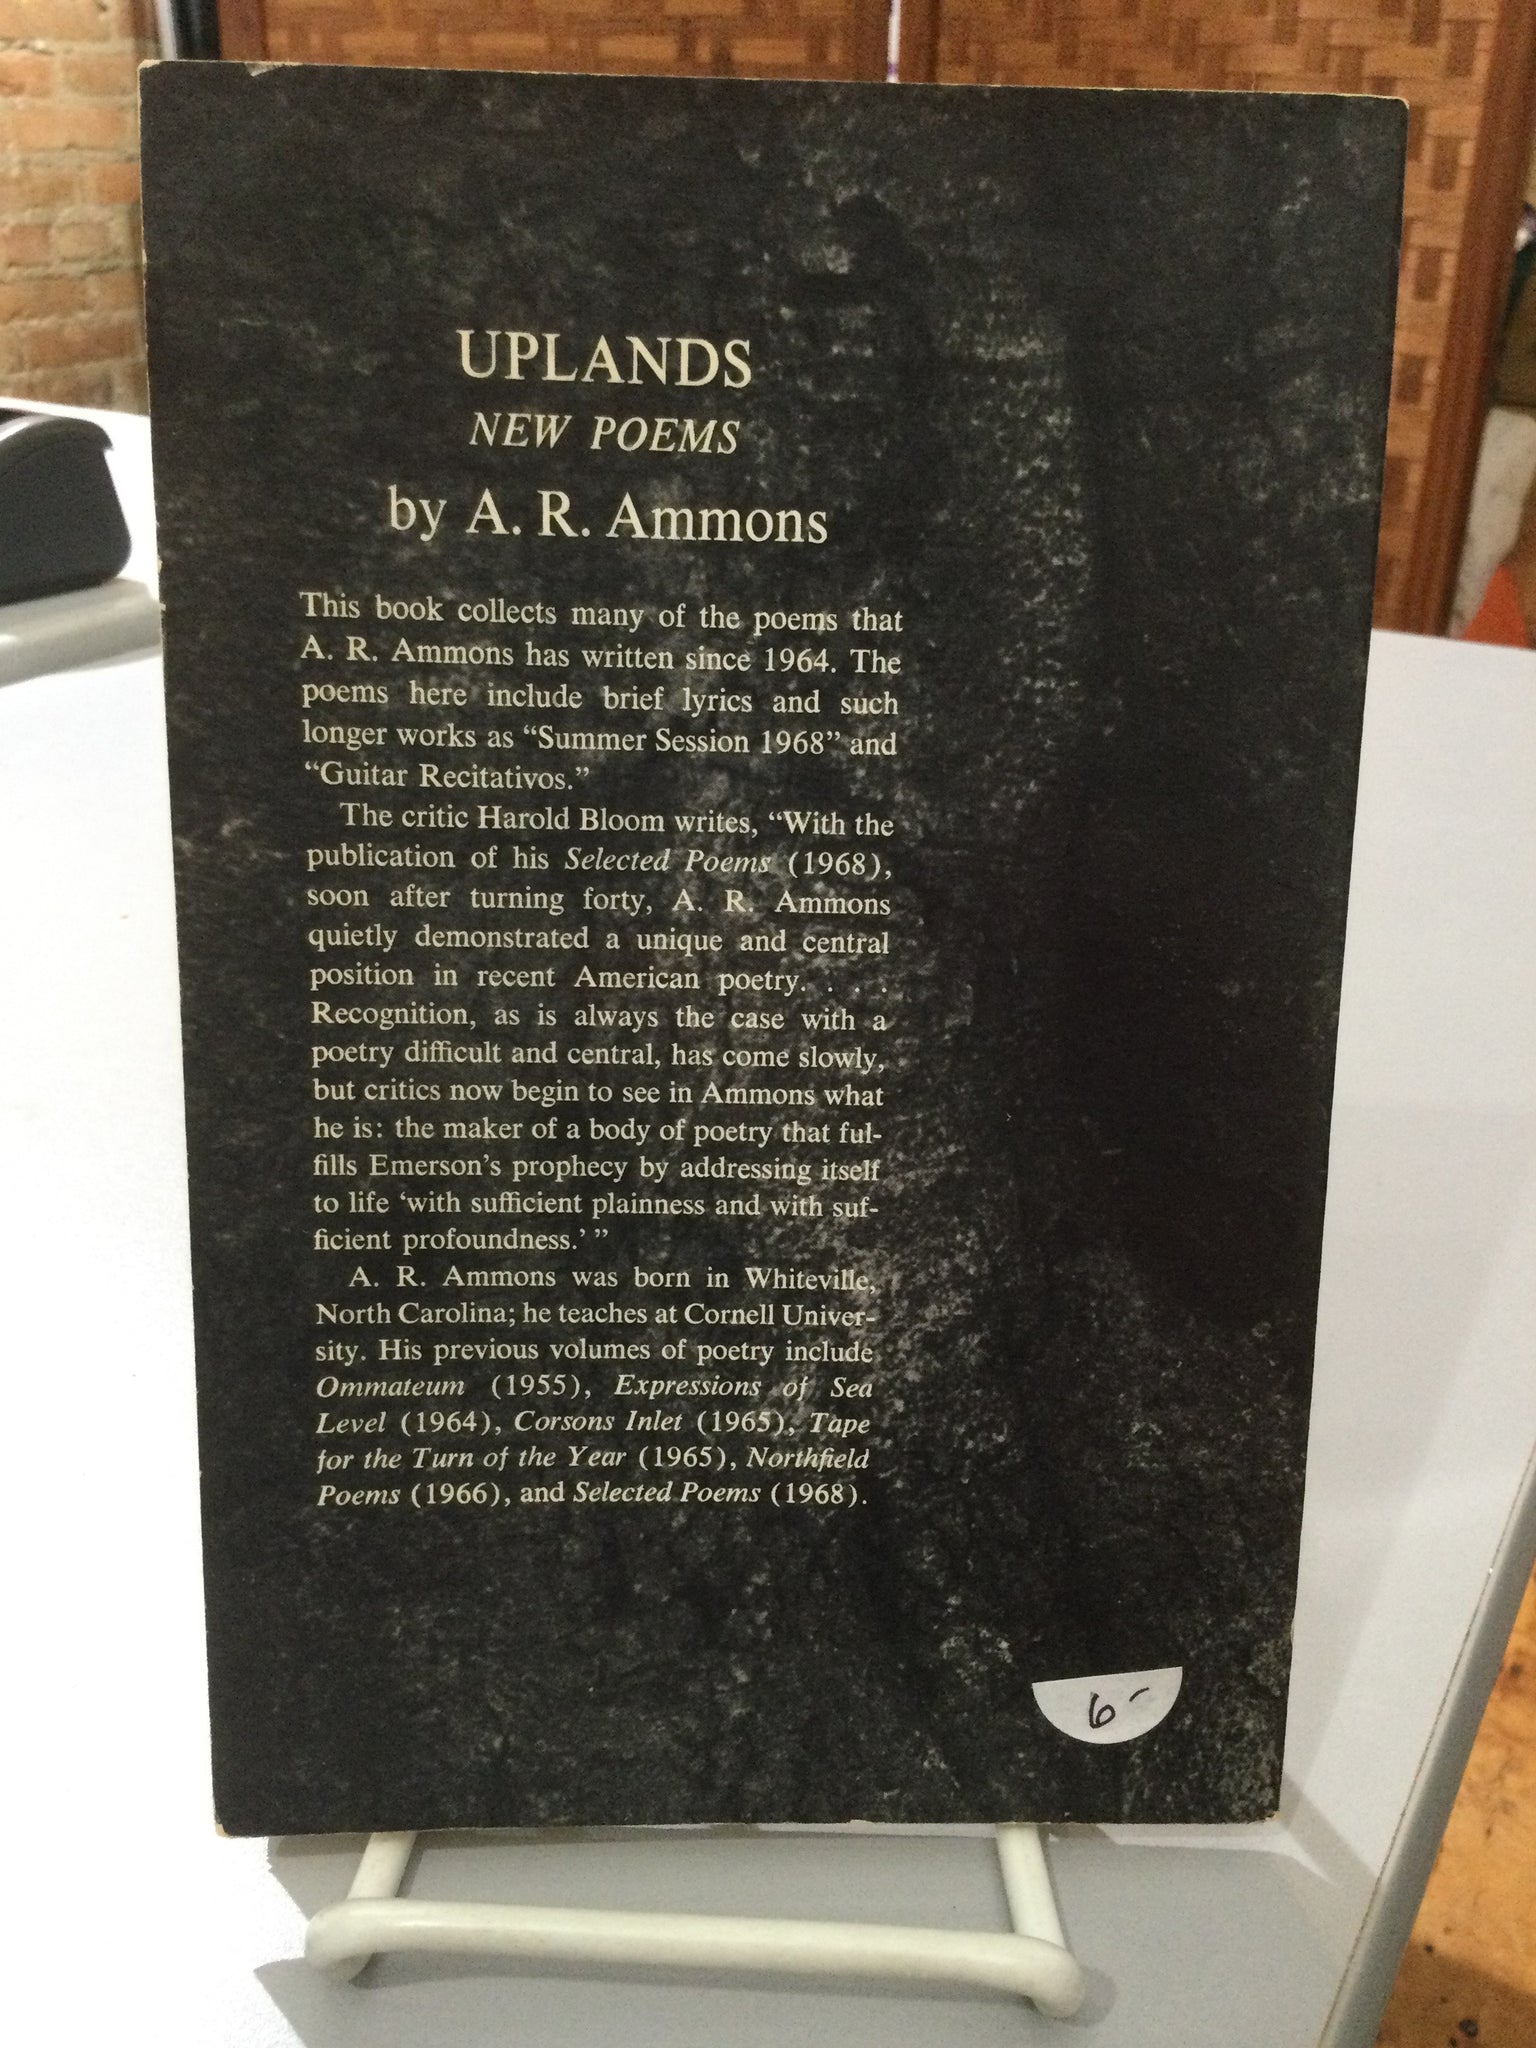 UPLANDS
NEW POEMS
by A. R. Ammons
This book collects many of the poems that
A. R. Ammons has written since 1964. The
poems here include brief lyrics and such
longer works as “Summer Session 1968” and
“Guitar Recitativos.”
The critic Harold Bloom writes, “With the
publication of his Selected Poems (1968),
soon after turning forty, A. R. Ammons
quietly demonstrated a unique and central
position in recent American poetry. . . .
Recognition, as is always the case with a
poetry difficult and central, has come slowly,
but critics now begin to see in Ammons what
he is: the maker of a body of poetry that ful-
fills Emerson’s prophecy by addressing itself
to life ‘with sufficient plainness and with suf-
ficient profoundness.’ ”
A. R. Ammons was born in Whiteville,
North Carolina; he teaches at Cornell Univer-
sity. His previous volumes of poetry include
Ommateum (1955), Expressions of Sea
Level (1964), Corsons Inlet (1965), Tape
for the Turn of the Year (1965), Northfield
Poems (1966), and Selected Poems (1968).
6-